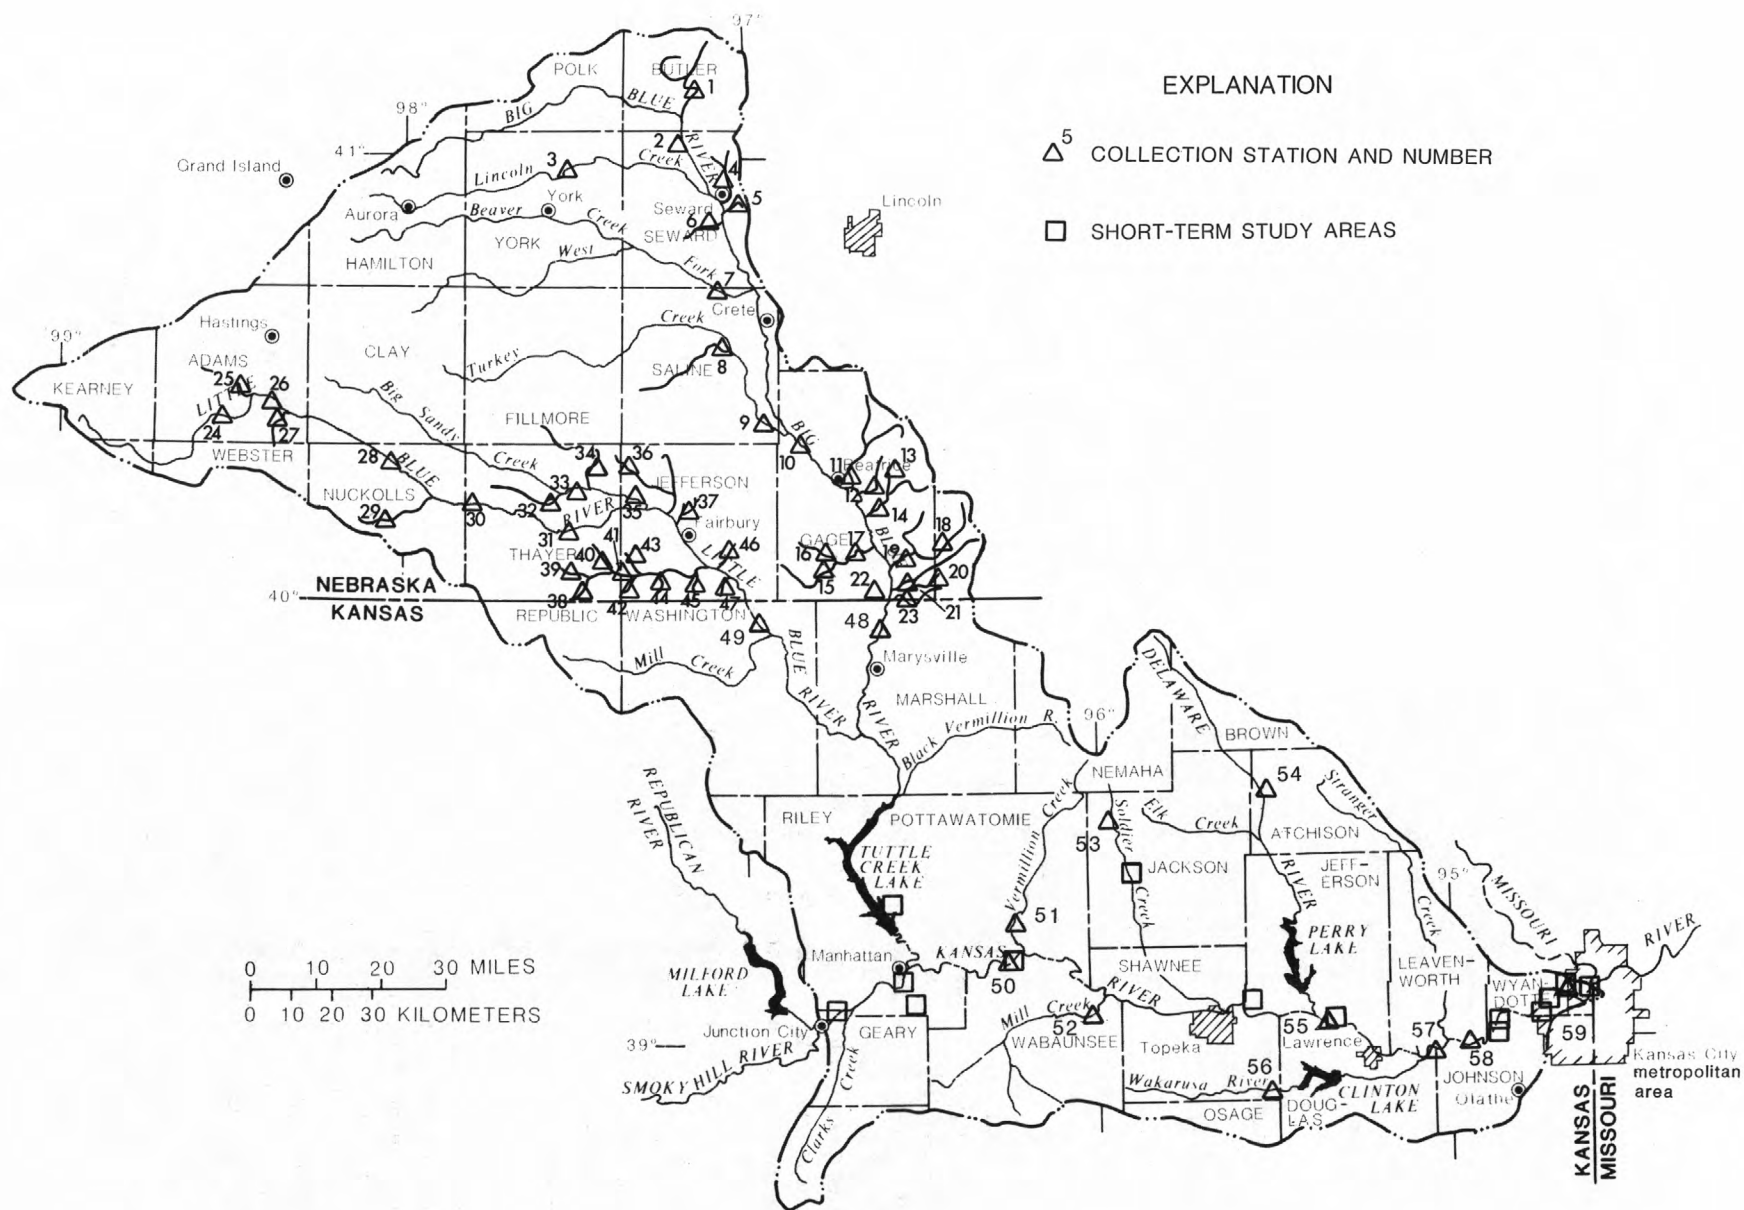 97°
POLK
BUTLER
1
EXPLANATION
BIG
BLUE
98°
RIVER
2
5
COLLECTION STATION AND NUMBER
41°
3
Creek
4
Grand Island
Lincoln
5
Lincoln
Aurora
York
Seward
6
Beaver
Creek
SEWARD
SHORT-TERM STUDY AREAS
YORK
West
HAMILTON
Fork
7
Crete
Hastings
99°
Creek
CLAY
ADAMS
Turkey
SALINE
8
KEARNEY
25
26
LITTLE
Big
Sandy
FILLMORE
24
27
9
BIG
WEBSTER
28
BLUE
Creek
34
36
10
11
Beatrice
13
33
JEFFERSON
12
NUCKOLLS
29
30
32
RIVER
35
37
14
Fairbury
BLUE
18
31
41
THAYER
40
43
46
GAGE
16
17
19
39
LITTLE
15
22
20
NEBRASKA
38
42
44
45
47
23
21
40°
KANSAS
REPUBLIC
WASHINGTON
49
48
BLUE
Mill
Creek
Marysville
RIVER
MARSHALL
RIVER
Black
Vermillion R.
96°
DELAWARE
BROWN
REPUBLICAN
RIVER
NEMAHA
54
Stranger
RILEY
POTTAWATOMIE
Creek
Soldier
Elk
Creek
53
ATCHISON
TUTTLE
CREEK
LAKE
Vermillion
JACKSON
RIVER
JEFF-
ERSON
95°
51
Creek
Creek
MISSOURI
RIVER
PERRY
LAKE
Manhattan
KANSAS
MILFORD
LAKE
50
SHAWNEE
LEAVEN-
WORTH
RIVER
WYAN-
DOTTE
0 10 20 30 MILES
0 10 20 30 KILOMETERS
Junction City
GEARY
Mill
Creek
52
WABAUNSEE
Topeka
55
Lawrence
57
58
59
39°
SMOKY HILL RIVER
Creek
56
Wakarusa River
CLINTON
LAKE
JOHNSON
Olathe
Kansas City
metropolitan
area
OSAGE
DOUG-
LAS
Clarks
KANSAS
MISSOURI